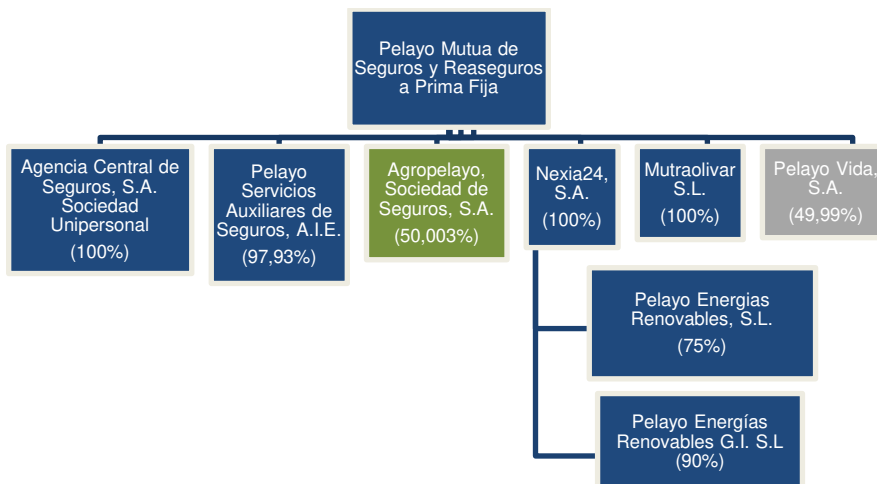 Pelayo Mutua de
Seguros y Reaseguros
a Prima Fija
Agencia Central de
Seguros, S.A.
Sociedad
Unipersonal
(100%)
Pelayo
Servicios
Auxiliares de
Seguros, A.I.E.
(97,93%)
Agropelayo,
Sociedad de
Seguros, S.A.
(50,003%)
Nexia24,
S.A.
(100%)
Mutraolivar
S.L.
(100%)
Pelayo Vida,
S.A.
(49,99%)
Pelayo Energias
Renovables, S.L.
(75%)
Pelayo Energías
Renovables G.I. S.L
(90%)